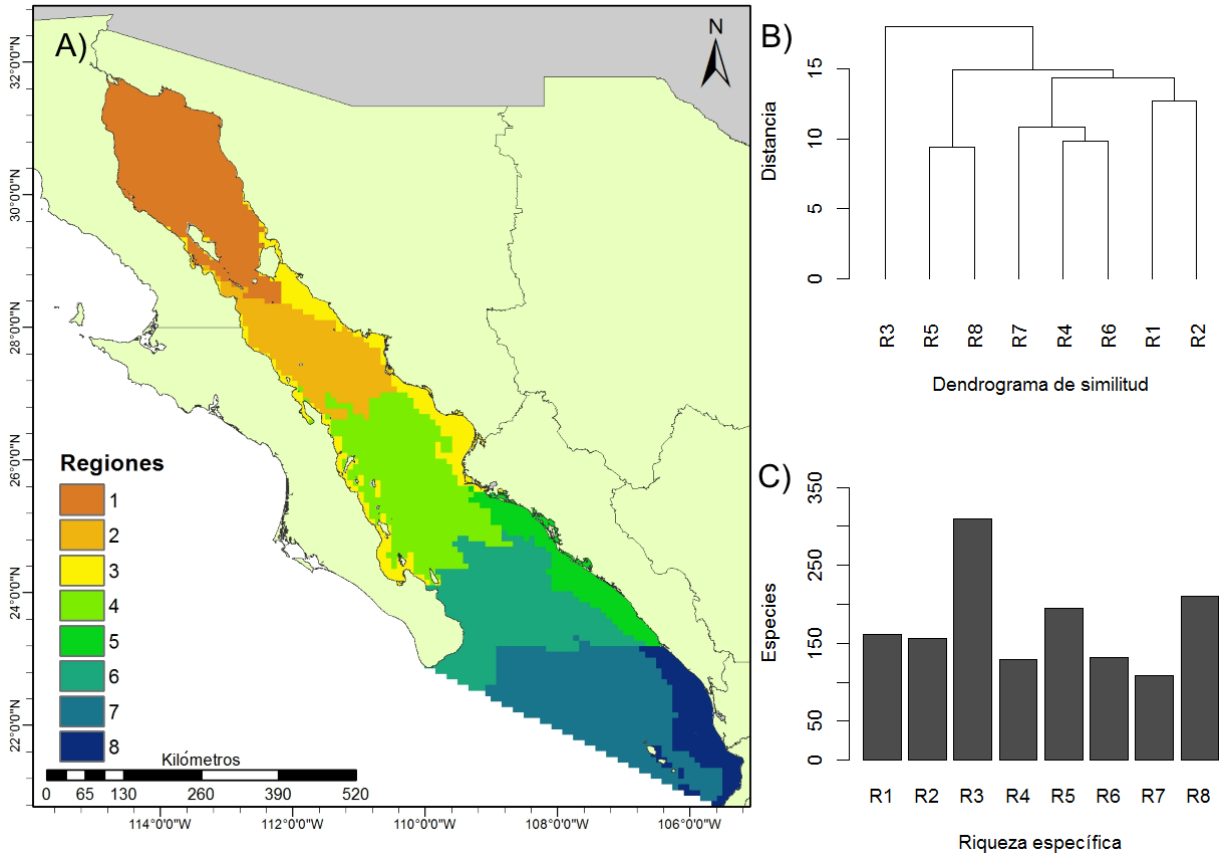 A)
N
32°0'0"N
30°0'0"N
28°0'0"N
26°0'0"N
24°0'0"N
22°0'0"N
Regiones
1
2
3
4
5
6
7
8
Kilómetros
0 65 130 260 390 520
114°0'0"W 112°0'0"W 110°0'0"W 108°0'0"W 106°0'0"W
B)
Distancia
15
10
5
0
R3 R5 R8 R7 R4 R6 R1 R2
Dendrograma de similitud
C)
Especies
350
250
150
50
0
R1 R2 R3 R4 R5 R6 R7 R8
Riqueza específica